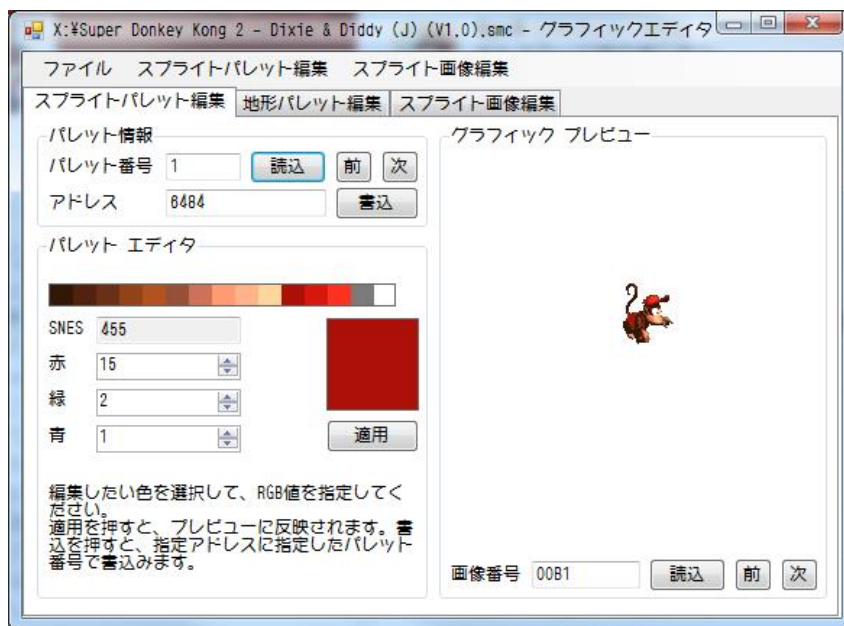 X:¥Super Donkey Kong 2 - Dixie & Diddy (J) (V1.0).smc - グラフィックエディタ
ファイル スプライトパレット編集 スプライト画像編集
スプライトパレット編集 地形パレット編集 スプライト画像編集
パレット情報
パレット番号 1 読込 前 次
アドレス 6484 書込
パレット エディタ
SNES 455
赤 15
緑 2
青 1
適用
編集したい色を選択して、RGB値を指定してく
ださい。
適用を押すと、プレビューに反映されます。書
込を押すと、指定アドレスに指定したパレット
番号で書込みます。
グラフィック プレビュー
画像番号 00B1 読込 前 次